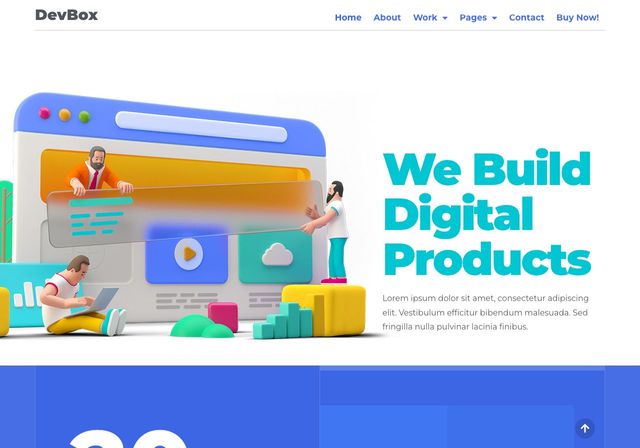 DevBox
Home About Work Pages Contact Buy Now!
We Build
Digital
Products
Lorem ipsum dolor sit amet, consectetur adipiscing
elit. Vestibulum efficitur bibendum malesuada. Sed
fringilla nulla pulvinar lacinia finibus.